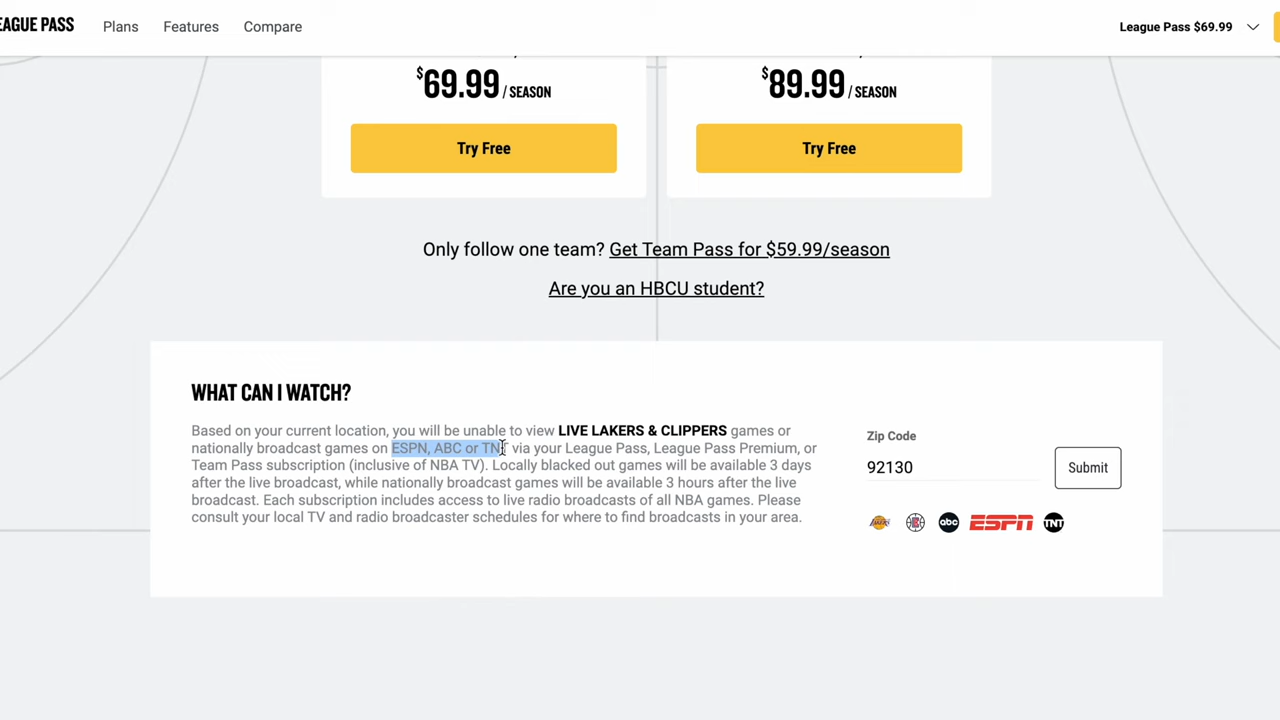 EAGUE PASS Plans Features Compare League Pass $69.99
$69.99 / SEASON $89.99 / SEASON
Try Free Try Free
Only follow one team? Get Team Pass for $59.99/season
Are you an HBCU student?
WHAT CAN I WATCH?
Based on your current location, you will be unable to view LIVE LAKERS & CLIPPERS games or
nationally broadcast games on ESPN, ABC or TNT via your League Pass, League Pass Premium, or
Team Pass subscription (inclusive of NBA TV). Locally blacked out games will be available 3 days
after the live broadcast, while nationally broadcast games will be available 3 hours after the live
broadcast. Each subscription includes access to live radio broadcasts of all NBA games. Please
consult your local TV and radio broadcaster schedules for where to find broadcasts in your area.
Zip Code
92130 Submit
LAKERS abc ESPN TNT